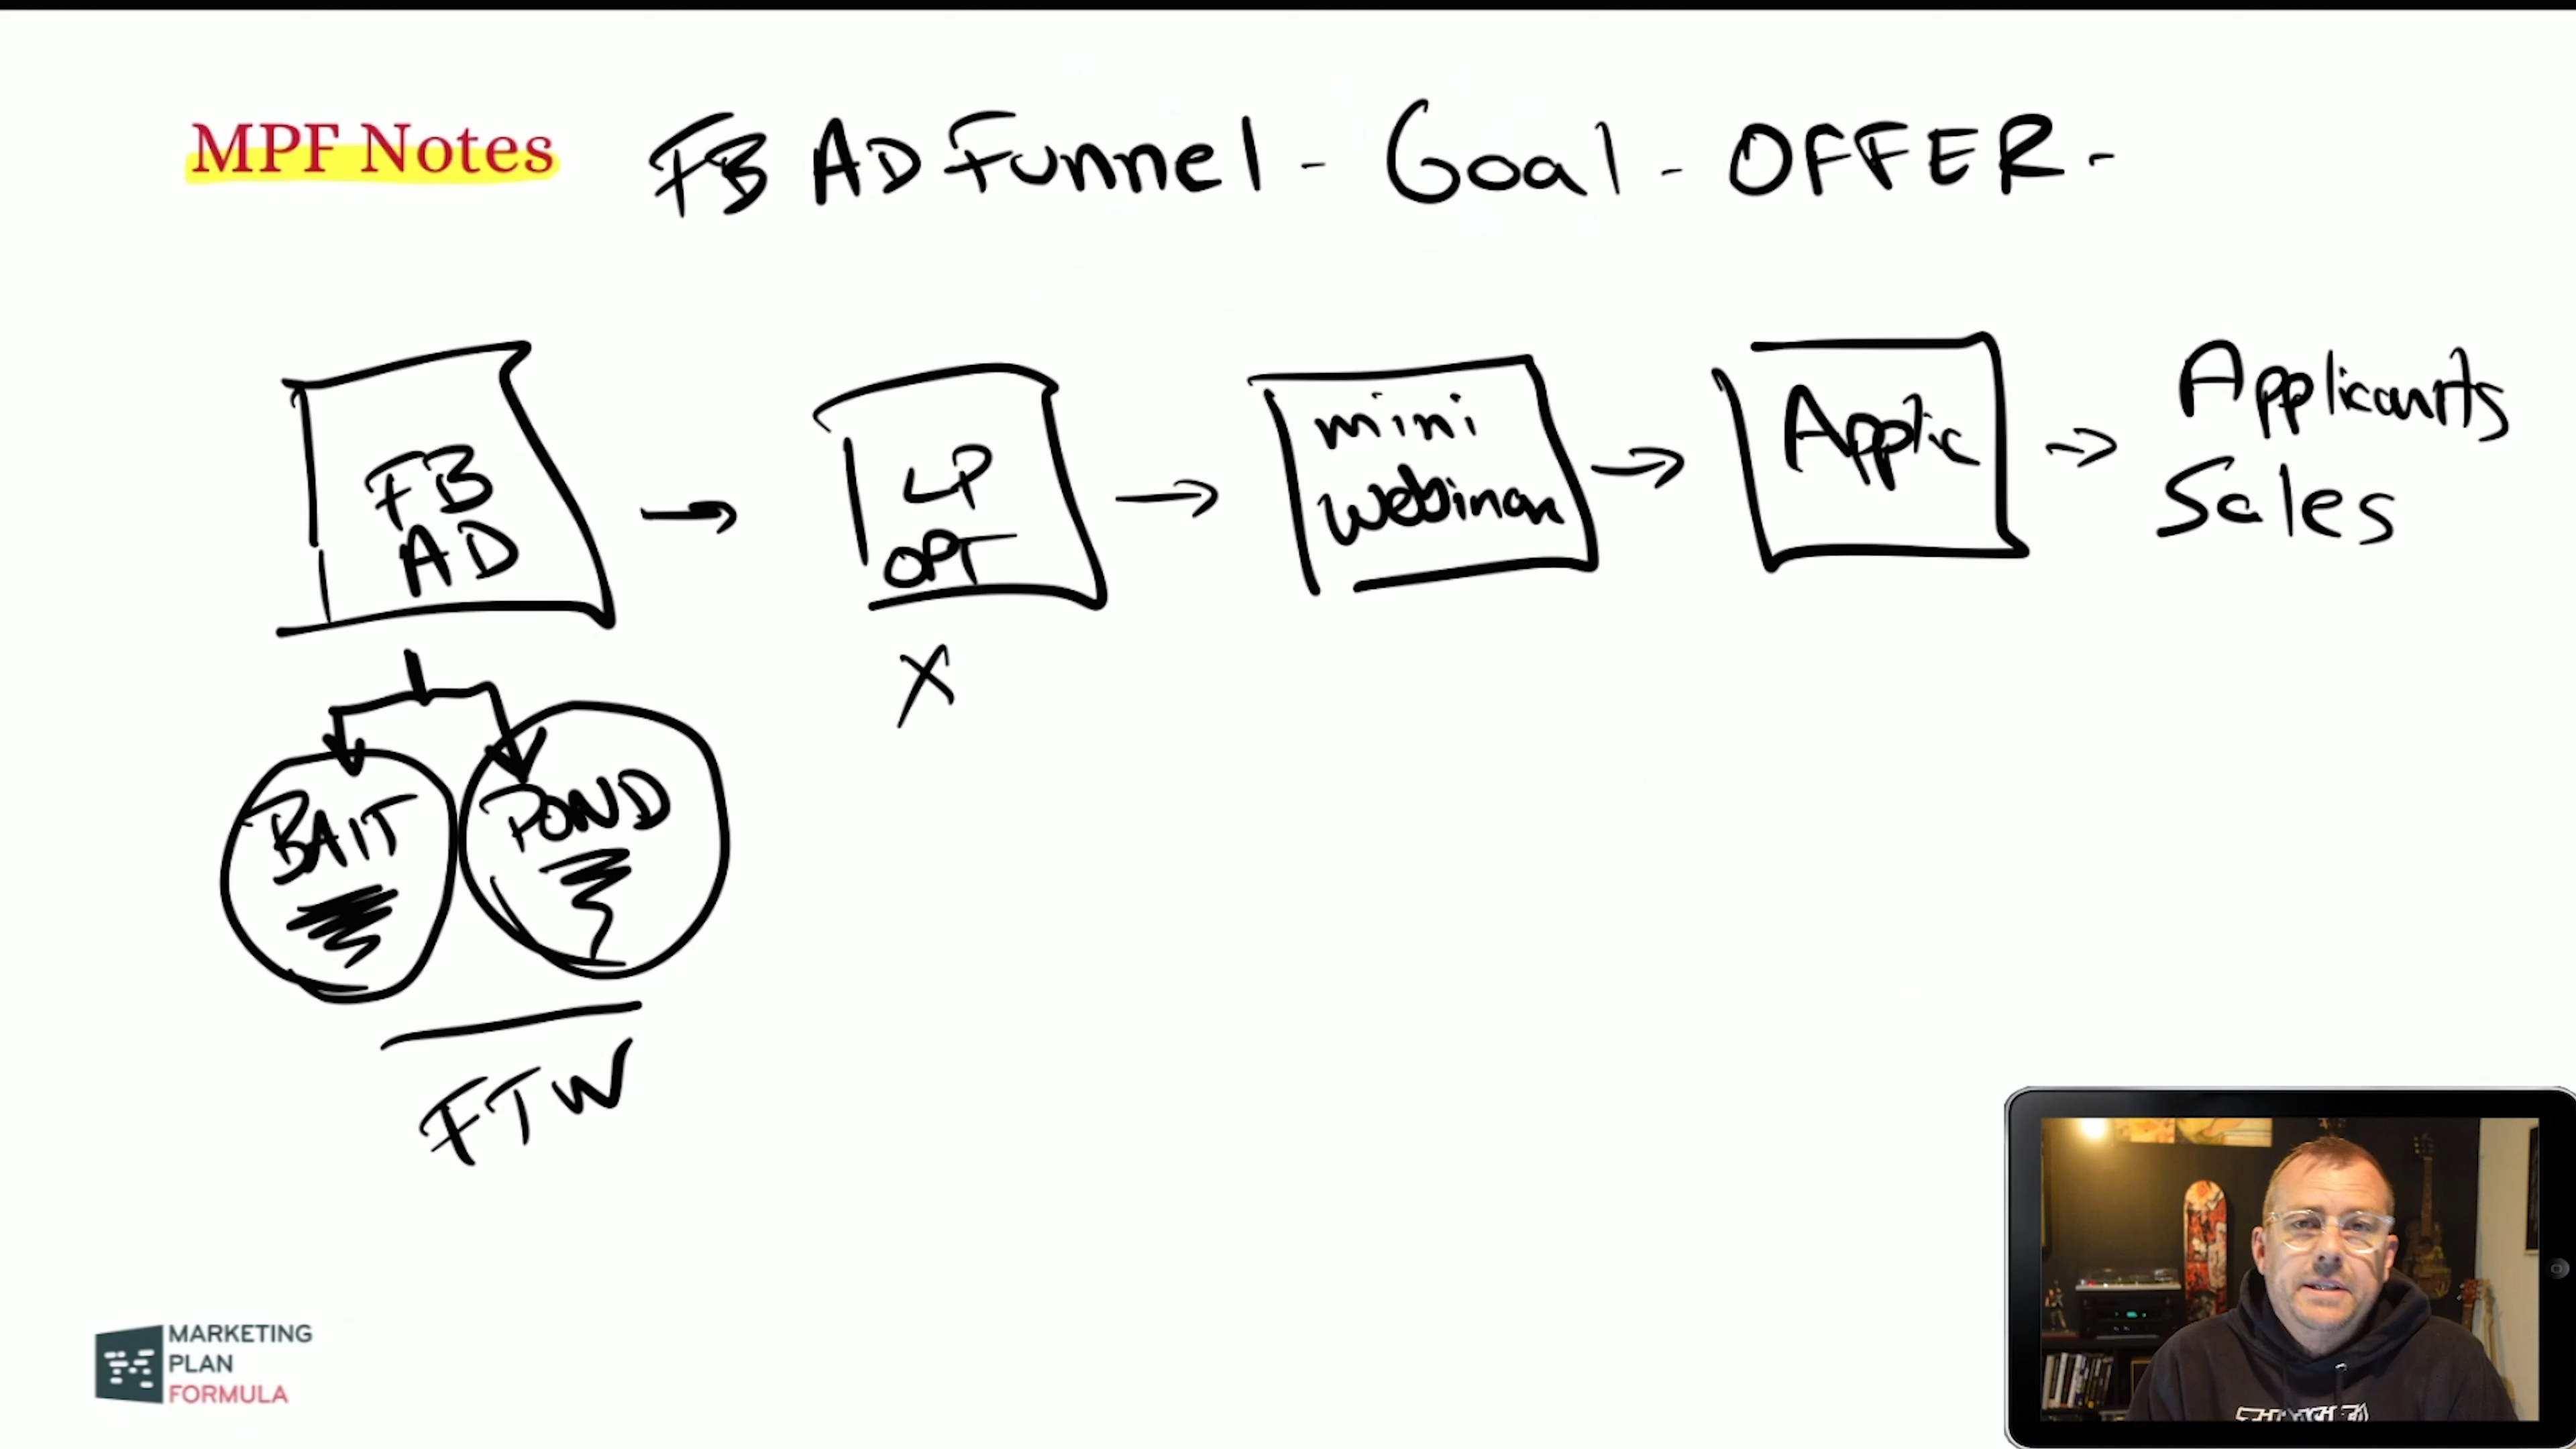 MPF Notes
FB AD Funnel - Goal - OFFER -
FB
AD
LP
OPT
X
mini
webinar
Applic
Applicants
Sales
BAIT
POND
FTW
MARKETING
PLAN
FORMULA